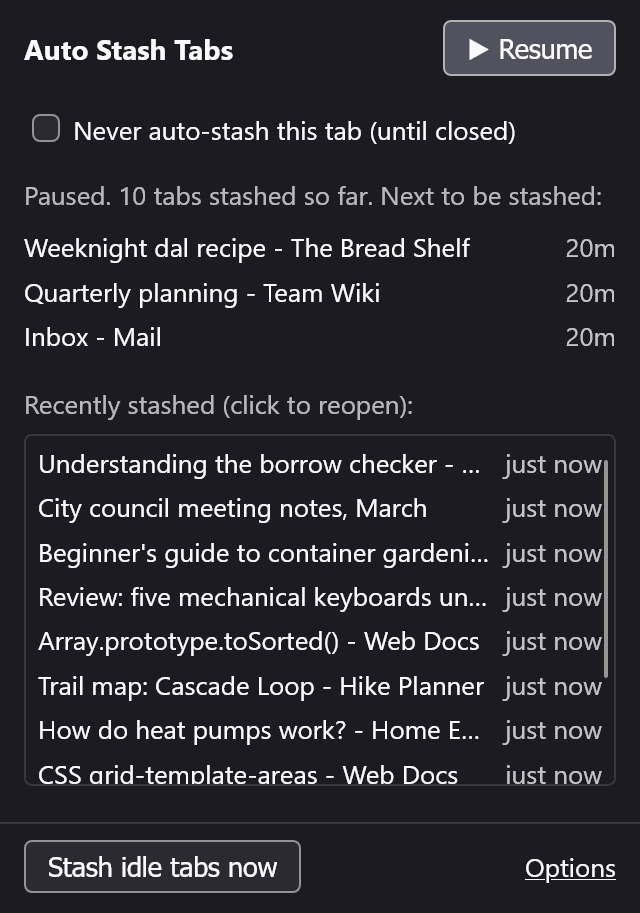 Auto Stash Tabs
▶ Resume
Never auto-stash this tab (until closed)
Paused. 10 tabs stashed so far. Next to be stashed:
Weeknight dal recipe - The Bread Shelf 20m
Quarterly planning - Team Wiki 20m
Inbox - Mail 20m
Recently stashed (click to reopen):
Understanding the borrow checker - ... just now
City council meeting notes, March just now
Beginner's guide to container gardeni... just now
Review: five mechanical keyboards un... just now
Array.prototype.toSorted() - Web Docs just now
Trail map: Cascade Loop - Hike Planner just now
How do heat pumps work? - Home E... just now
CSS grid-template-areas - Web Docs just now
Stash idle tabs now
Options